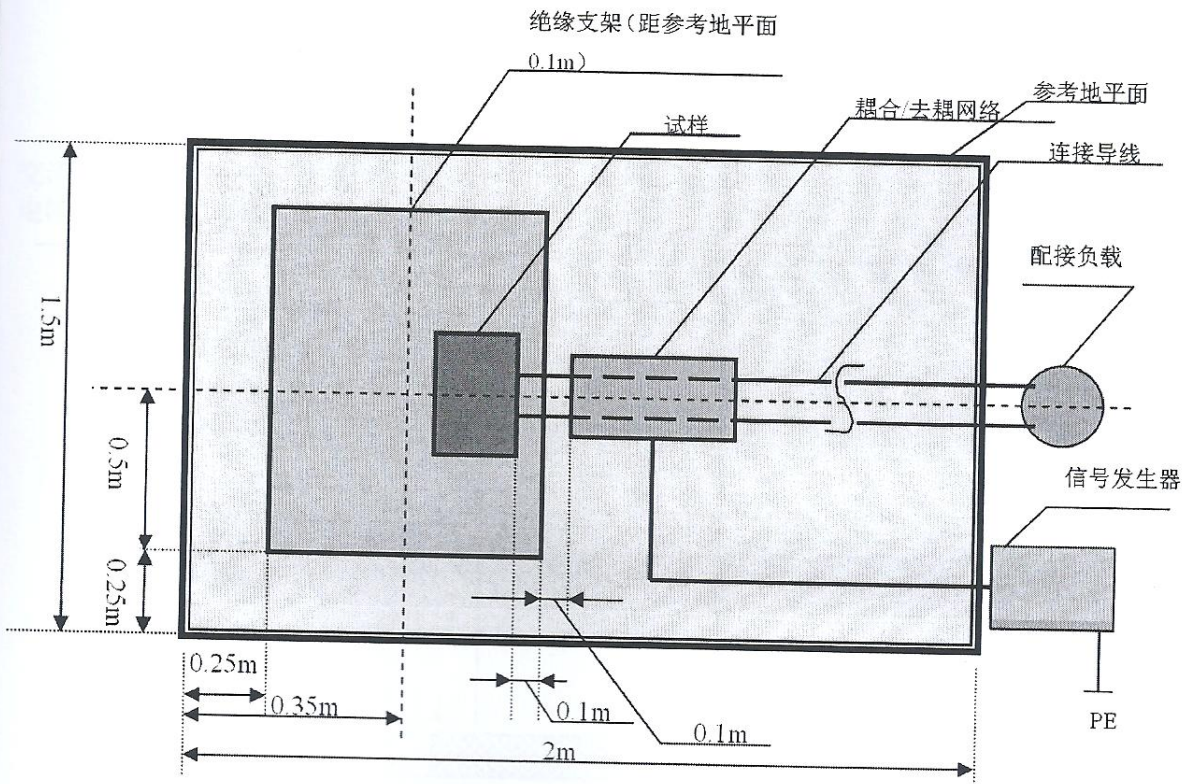 绝缘支架（距参考地平面
0.1m）
参考地平面
耦合/去耦网络
试样
连接导线
配接负载
1.5m
0.5m
信号发生器
0.25m
0.25m
0.35m
0.1m
PE
0.1m
2m